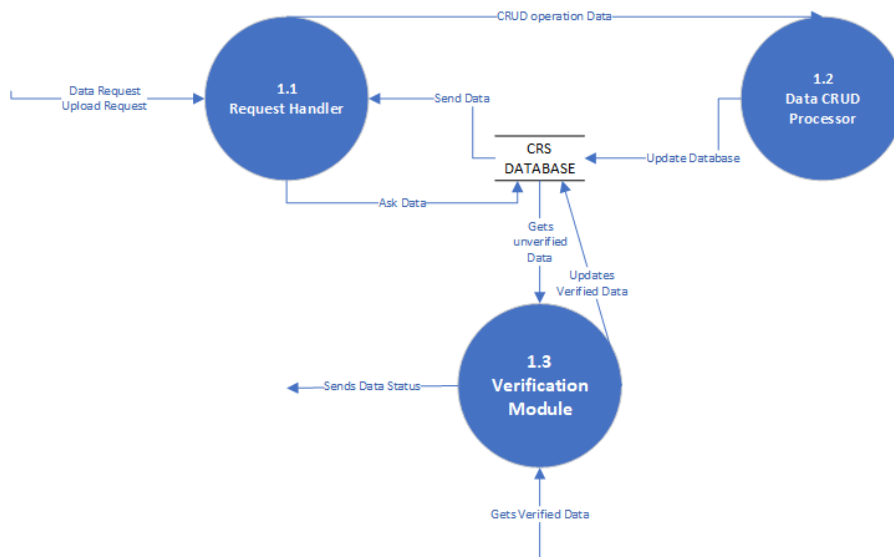 CRUD operation Data
1.1
Request Handler
1.2
Data CRUD
Processor
Data Request
Upload Request
Send Data
CRS
DATABASE
Update Database
Ask Data
Gets
unverified
Data
Updates
Verified Data
1.3
Verification
Module
Sends Data Status
Gets Verified Data